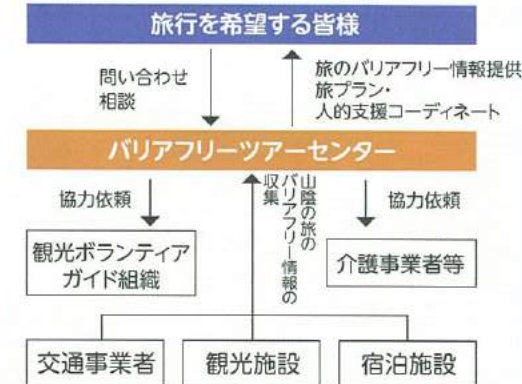 旅行を希望する皆様
問い合わせ
相談
旅のバリアフリー情報提供
旅プラン・
人的支援コーディネート
バリアフリーツアーセンター
協力依頼
山陰の旅の
バリアフリー情報の
収集
協力依頼
観光ボランティア
ガイド組織
介護事業者等
交通事業者
観光施設
宿泊施設